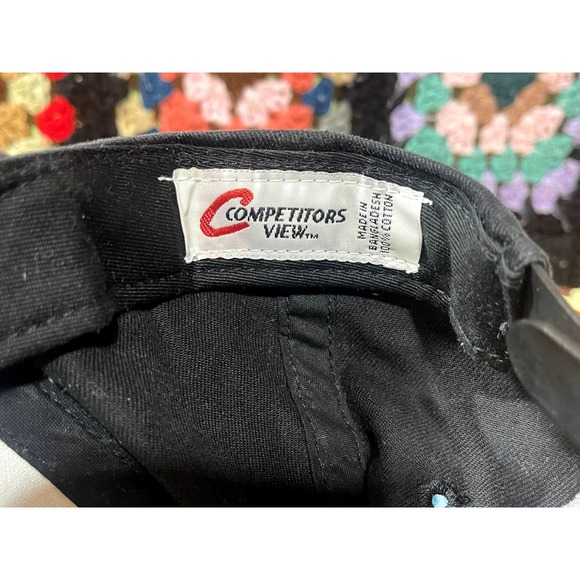 C COMPETITORS
VIEW™
MADE IN
BANGLADESH
100% COTTON